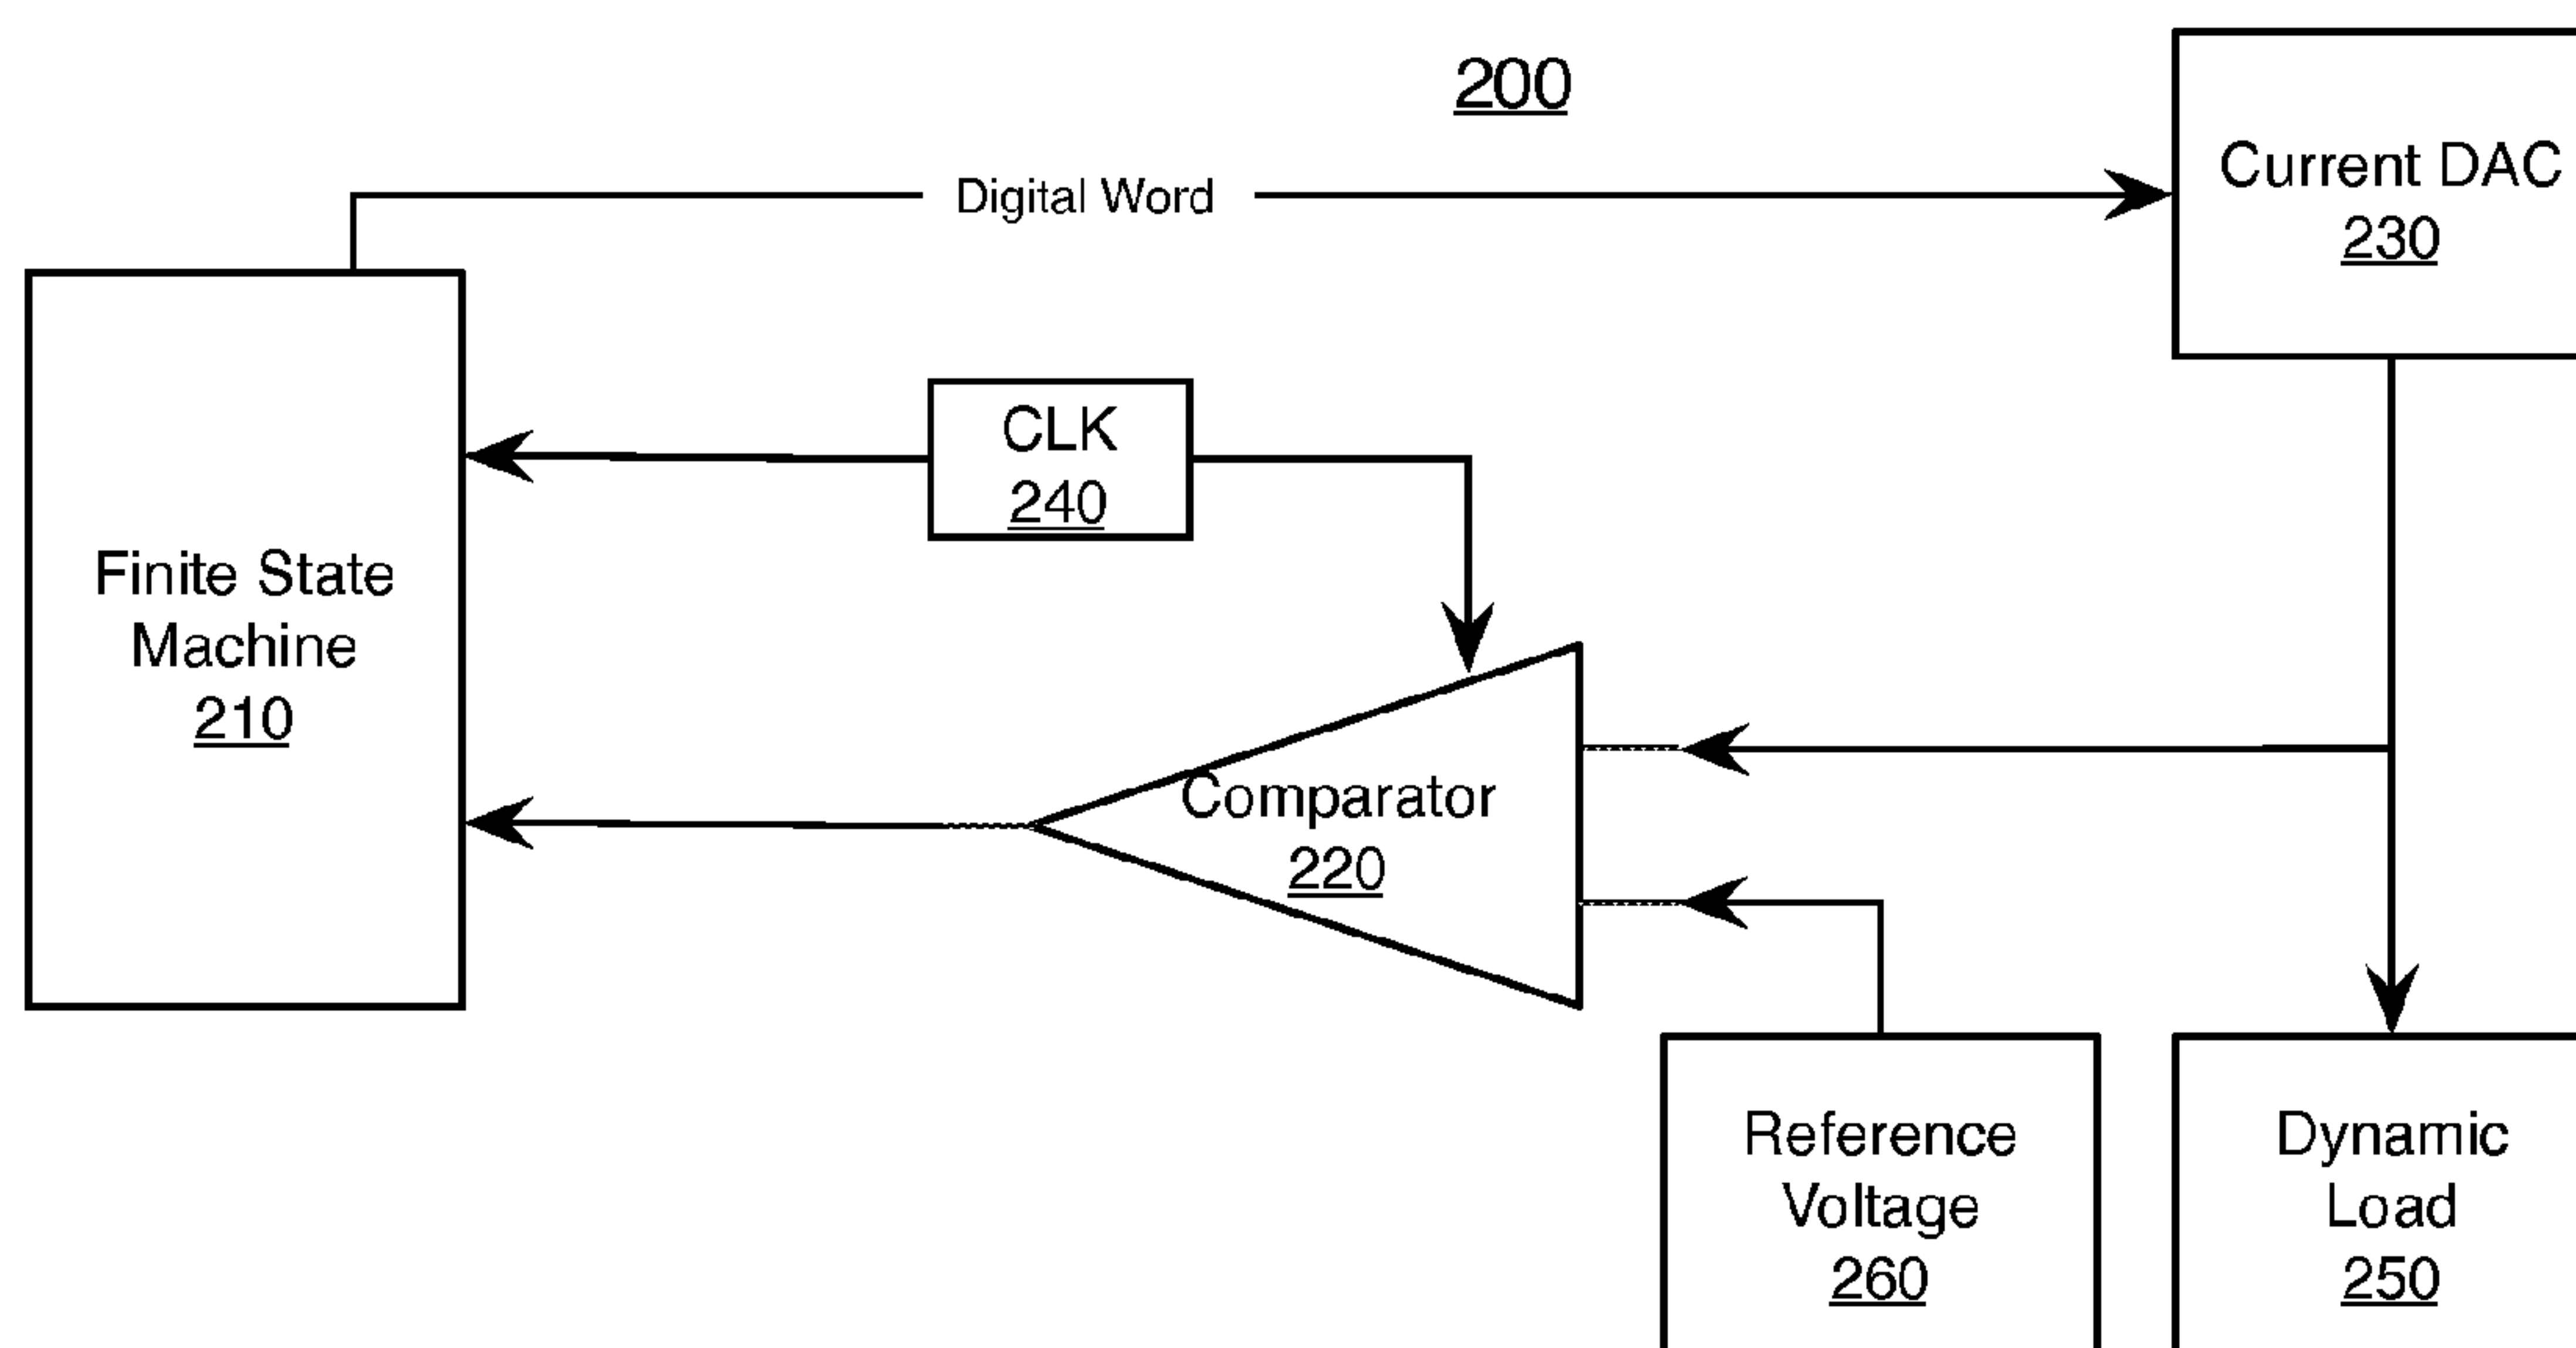 200
Digital Word
Current DAC
230
CLK
240
Finite State
Machine
210
Comparator
220
Reference
Voltage
260
Dynamic
Load
250